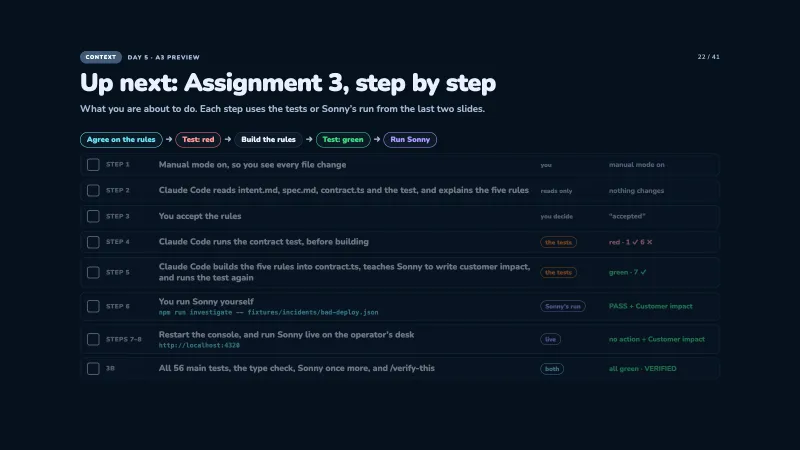 CONTEXT DAY 5 · A3 PREVIEW 22 / 41
Up next: Assignment 3, step by step
What you are about to do. Each step uses the tests or Sonny's run from the last two slides.
Agree on the rules → Test: red → Build the rules → Test: green → Run Sonny
STEP 1 Manual mode on, so you see every file change you manual mode on
STEP 2 Claude Code reads intent.md, spec.md, contract.ts and the test, and explains the five rules reads only nothing changes
STEP 3 You accept the rules you decide "accepted"
STEP 4 Claude Code runs the contract test, before building the tests red · 1 ✓ 6 ✕
STEP 5 Claude Code builds the five rules into contract.ts, teaches Sonny to write customer impact, the tests green · 7 ✓
and runs the test again
STEP 6 You run Sonny yourself Sonny's run PASS + Customer impact
npm run investigate -- fixtures/incidents/bad-deploy.json
STEPS 7–8 Restart the console, and run Sonny live on the operator's desk live no action + Customer impact
http://localhost:4320
3B All 56 main tests, the type check, Sonny once more, and /verify-this both all green · VERIFIED